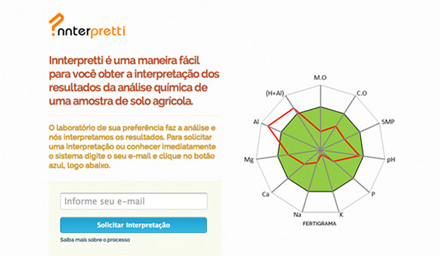 Innterpretti
Innterpretti é uma maneira fácil
para você obter a interpretação dos
resultados da análise química de
uma amostra de solo agrícola.
O laboratório de sua preferência faz a análise e
nós interpretamos os resultados. Para solicitar
uma interpretação ou conhecer imediatamente
o sistema digite o seu e-mail e clique no botão
azul, logo abaixo.
Informe seu e-mail
Solicitar Interpretação
Saiba mais sobre o processo
M.O
C.O
SMP
pH
P
K
Na
Ca
Mg
Al
(H+Al)
FERTIGRAMA